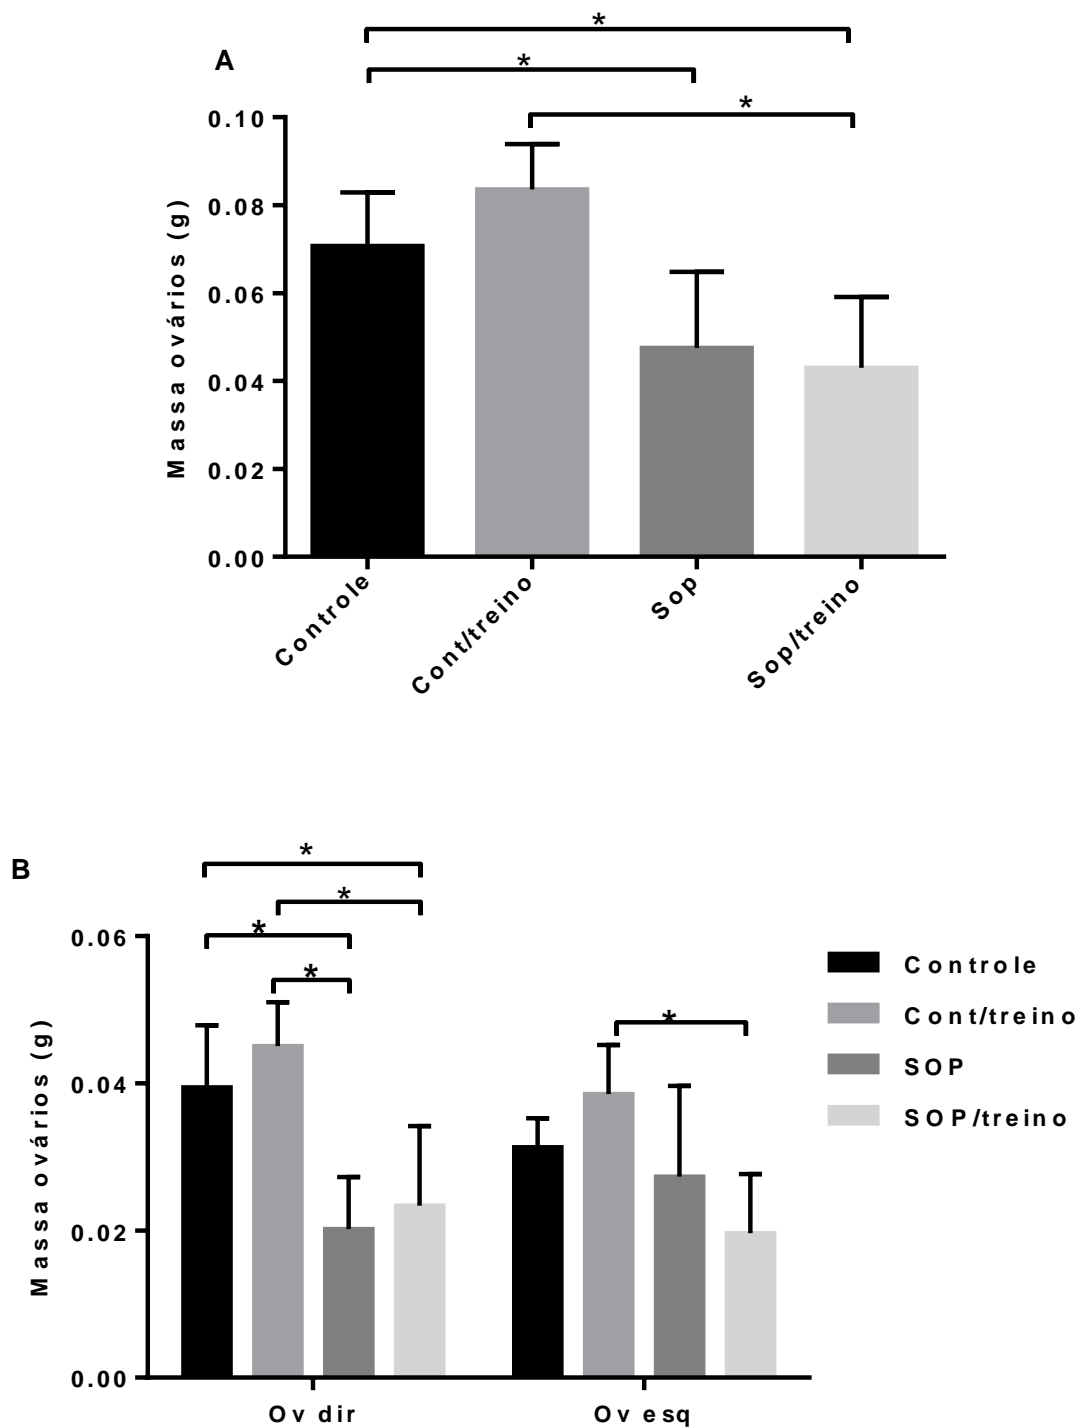 *
A
*
*
0.10
0.08
0.06
0.04
0.02
0.00
Massa ovários (g)
Controle
Cont/treino
Sop
Sop/treino
B
*
*
*
*
*
0.06
0.04
0.02
0.00
Massa ovários (g)
Ov dir
Ov esq
Controle
Cont/treino
SOP
SOP/treino